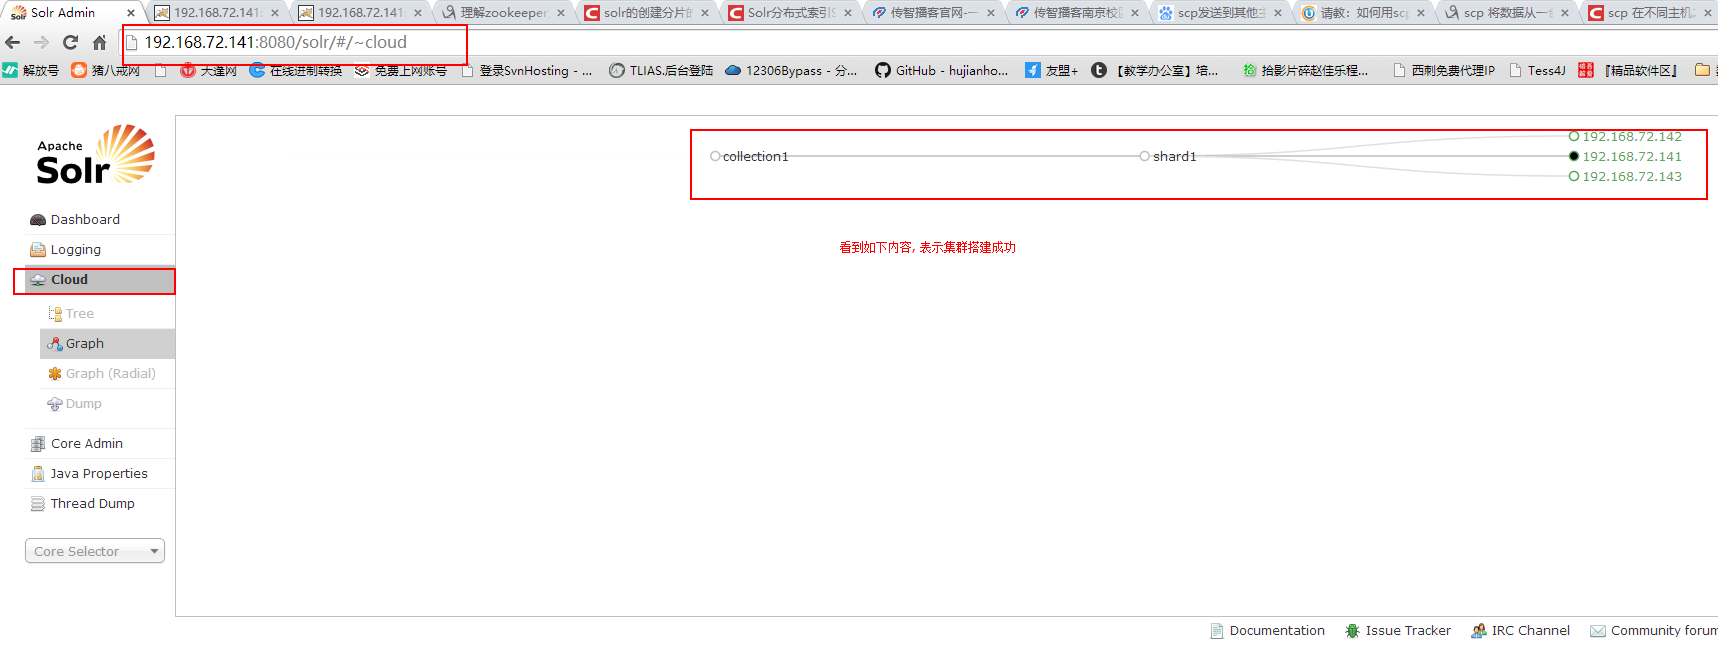 Solr Admin
192.168.72.141:
192.168.72.141:
理解zookeeper
solr的创建分片的
Solr分布式索引S
传智播客官网-一
传智播客南京校
scp发送到其他主
请教：如何用scp
scp 将数据从一台
scp 在不同主机之
192.168.72.141:8080/solr/#/~cloud
解放号
猪八戒网
大逢网
在线进制转换
免费上网账号
登录SvnHosting - ...
TLIAS.后台登陆
12306Bypass - 分...
GitHub - hujianho...
友盟+
【教学办公室】培...
拾影片碎赵佳乐程...
西刺免费代理IP
Tess4J
『精品软件区』
Apache
Solr
Dashboard
Logging
Cloud
Tree
Graph
Graph (Radial)
Dump
Core Admin
Java Properties
Thread Dump
Core Selector
collection1
shard1
192.168.72.142
192.168.72.141
192.168.72.143
看到如下内容, 表示集群搭建成功
Documentation
Issue Tracker
IRC Channel
Community forum